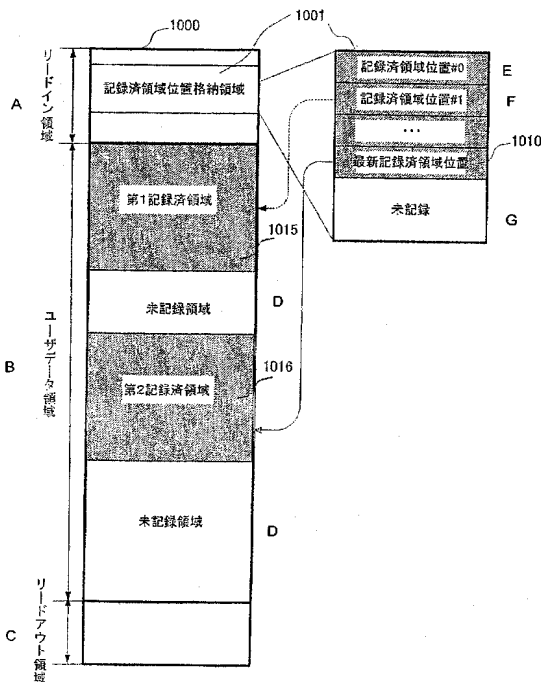 1000
1001
A
リードイン領域
記録済領域位置格納領域
記録済領域位置#0
E
記録済領域位置#1
F
...
最新記録済領域位置
1010
未記録
G
第1記録済領域
1015
未記録領域
D
B
ユーザデータ領域
第2記録済領域
1016
未記録領域
D
C
リードアウト領域